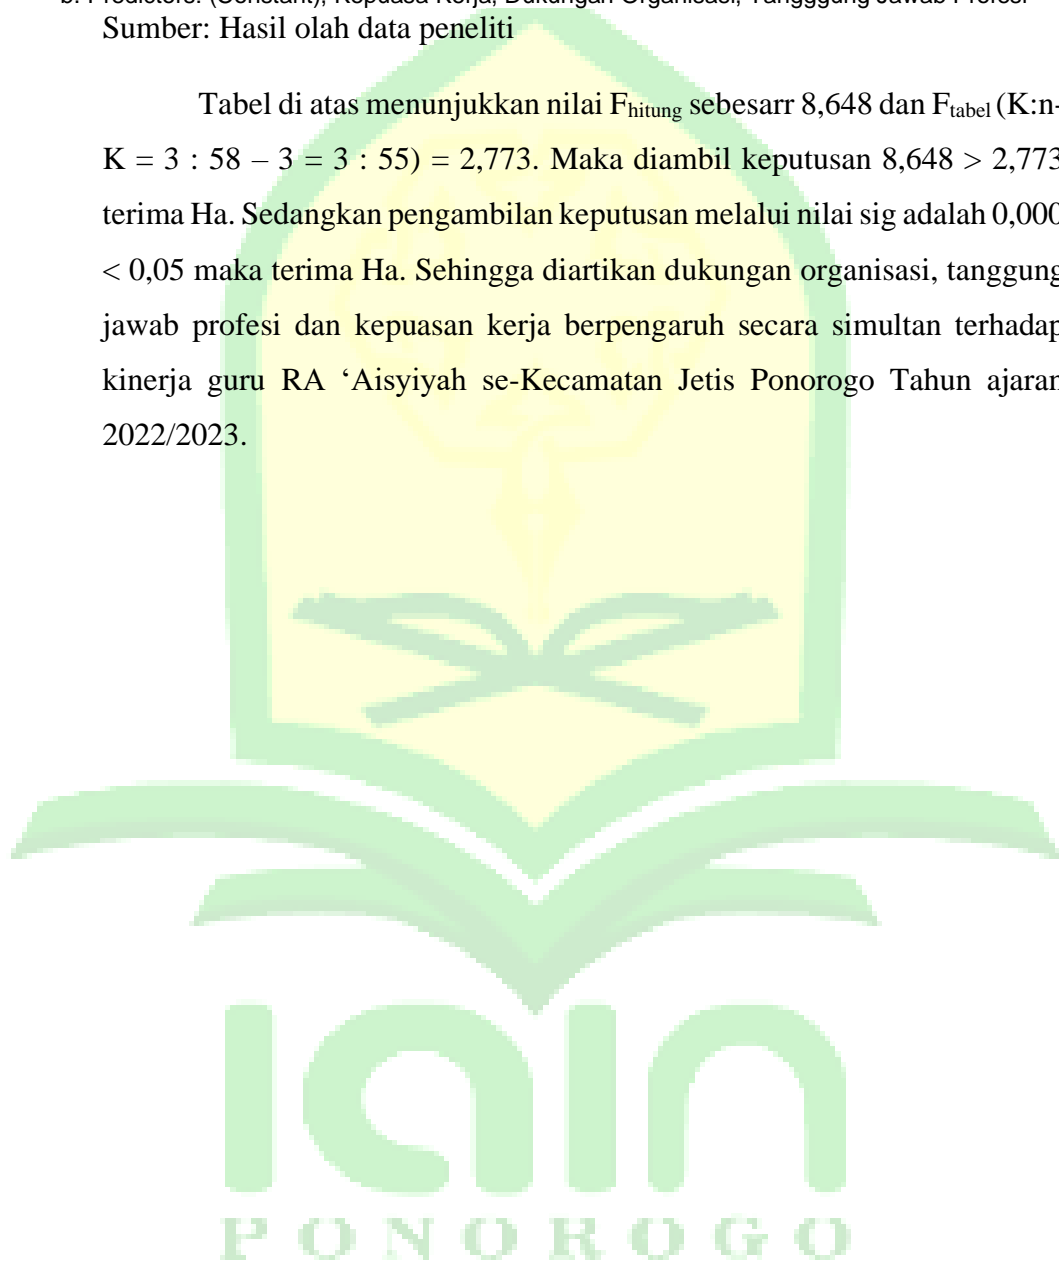 b. Predictors: (Constant), Kepuasa Kerja, Dukungan Organisasi, Tangggung Jawab Profesi
Sumber: Hasil olah data peneliti
Tabel di atas menunjukkan nilai Fhitung sebesarr 8,648 dan Ftabel (K:n-
K = 3 : 58 – 3 = 3 : 55) = 2,773. Maka diambil keputusan 8,648 > 2,773
terima Ha. Sedangkan pengambilan keputusan melalui nilai sig adalah 0,000
< 0,05 maka terima Ha. Sehingga diartikan dukungan organisasi, tanggung
jawab profesi dan kepuasan kerja berpengaruh secara simultan terhadap
kinerja guru RA ‘Aisyiyah se-Kecamatan Jetis Ponorogo Tahun ajaran
2022/2023.
iain
PONOROGO